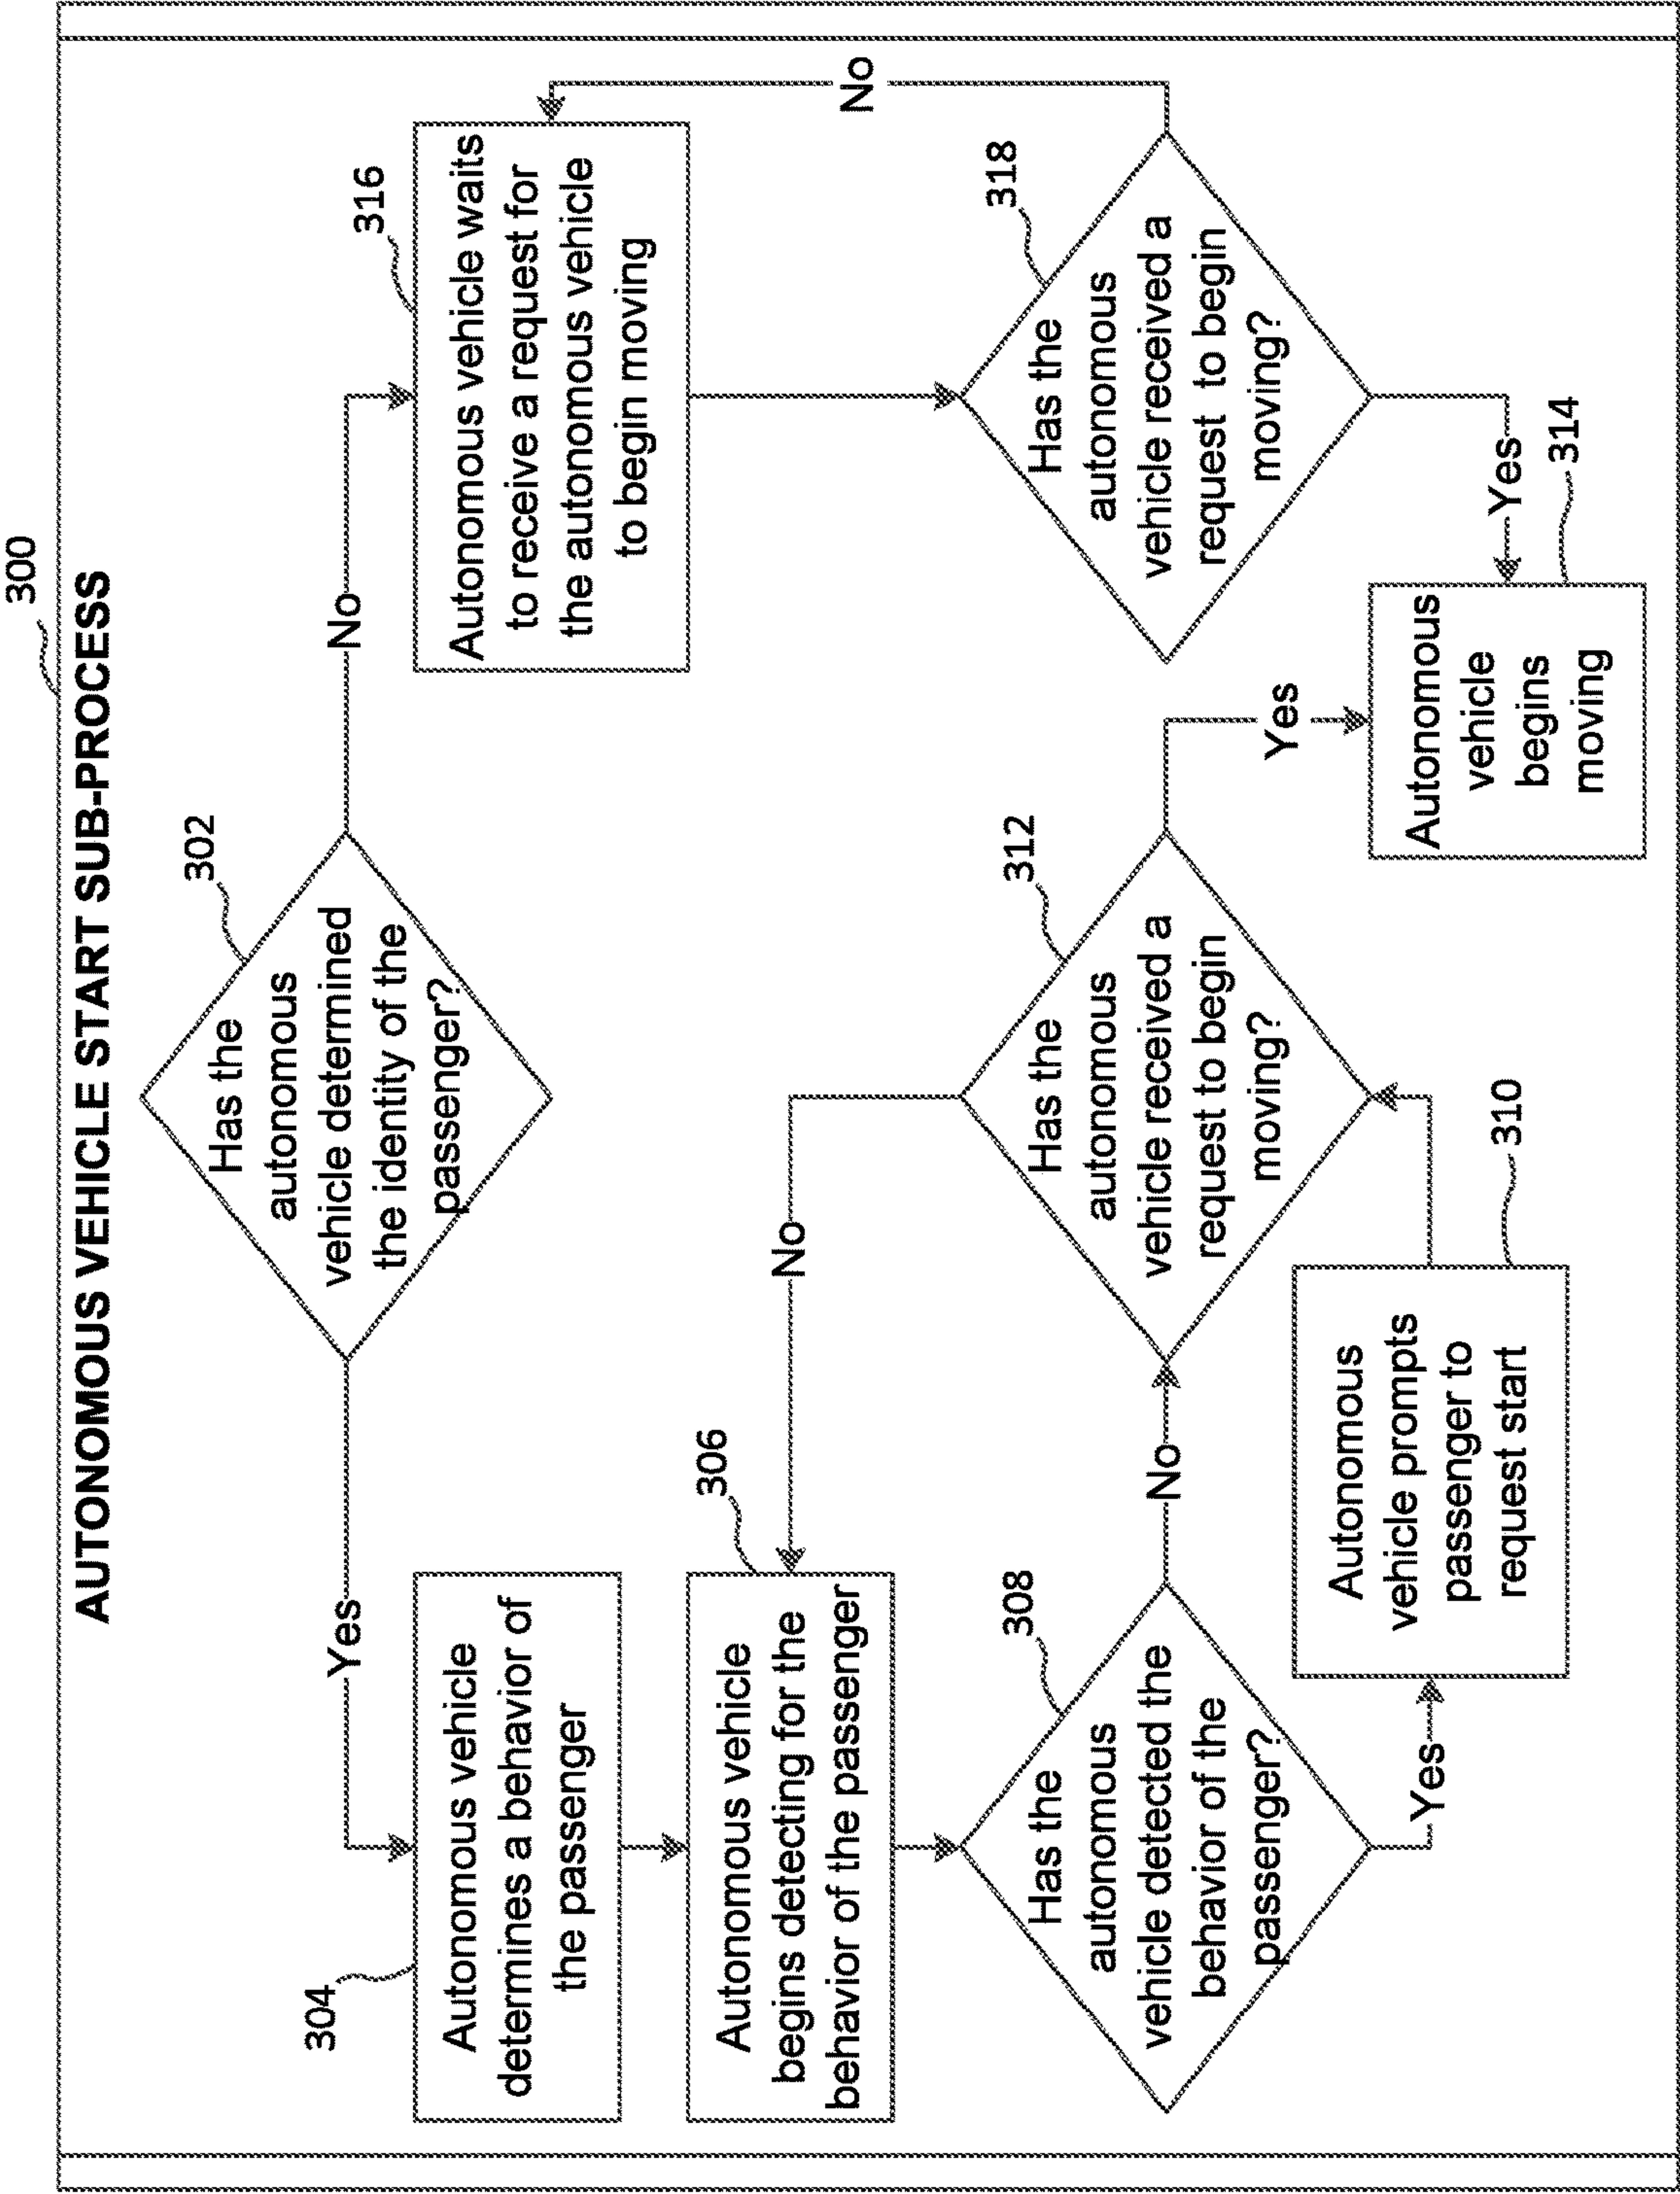 300
AUTONOMOUS VEHICLE START SUB-PROCESS
302
Has the
autonomous
vehicle determined
the identity of the
passenger?
Yes
No
304
Autonomous vehicle
determines a behavior of
the passenger
316
Autonomous vehicle waits
to receive a request for
the autonomous vehicle
to begin moving
306
Autonomous vehicle
begins detecting for the
behavior of the passenger
No
No
308
Has the
autonomous
vehicle detected the
behavior of the
passenger?
No
312
Has the
autonomous
vehicle received a
request to begin
moving?
318
Has the
autonomous
vehicle received a
request to begin
moving?
Yes
310
Autonomous
vehicle prompts
passenger to
request start
Yes
Yes
314
Autonomous
vehicle
begins
moving